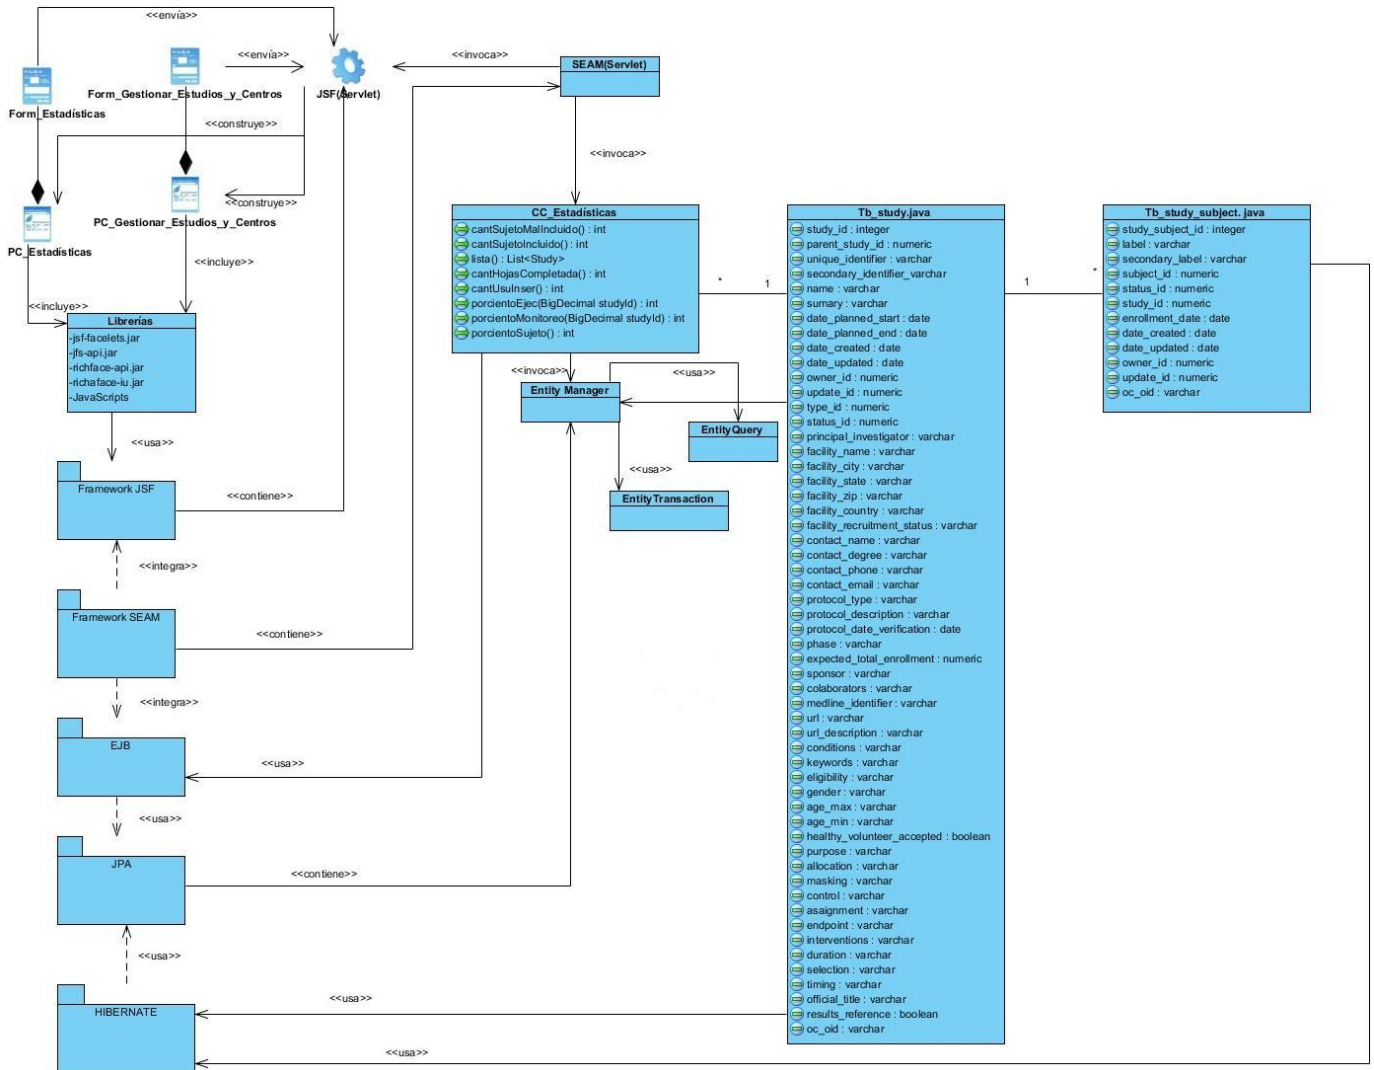 <<envía>>
<<envía>>
<<invoca>>
SEAM(Servlet)
Form_Gestionar_Estudios_y_Centros
JSF(Servlet)
Form_Estadísticas
<<construye>>
<<invoca>>
<<construye>>
PC_Gestionar_Estudios_y_Centros
PC_Estadísticas
<<incluye>>
<<incluye>>
Librerías
-jsf-facelets.jar
-jfs-api.jar
-richface-api.jar
-richaface-iu.jar
-JavaScripts
<<usa>>
Framework JSF
<<contiene>>
<<integra>>
Framework SEAM
<<contiene>>
<<integra>>
EJB
<<usa>>
<<usa>>
JPA
<<contiene>>
<<usa>>
HIBERNATE
<<usa>>
<<usa>>
CC_Estadísticas
cantSujetoMalIncluido() : int
cantSujetoIncluido() : int
lista() : List<Study>
cantHojasCompletada() : int
cantUsuInser() : int
porcientoEjec(BigDecimal studyId) : int
porcientoMonitoreo(BigDecimal studyId) : int
porcientoSujeto() : int
*
1
<<invoca>>
<<usa>>
Entity Manager
EntityQuery
<<usa>>
EntityTransaction
Tb_study.java
study_id : integer
parent_study_id : numeric
unique_identifier : varchar
secondary_identifier_varchar
name : varchar
sumary : varchar
date_planned_start : date
date_planned_end : date
date_created : date
date_updated : date
owner_id : numeric
update_id : numeric
type_id : numeric
status_id : numeric
principal_investigator : varchar
facility_name : varchar
facility_city : varchar
facility_state : varchar
facility_zip : varchar
facility_country : varchar
facility_recruitment_status : varchar
contact_name : varchar
contact_degree : varchar
contact_phone : varchar
contact_email : varchar
protocol_type : varchar
protocol_description : varchar
protocol_date_verification : date
phase : varchar
expected_total_enrollment : numeric
sponsor : varchar
colaborators : varchar
medline_identifier : varchar
url : varchar
url_description : varchar
conditions : varchar
keywords : varchar
eligibility : varchar
gender : varchar
age_max : varchar
age_min : varchar
healthy_volunteer_accepted : boolean
purpose : varchar
allocation : varchar
masking : varchar
control : varchar
asaignment : varchar
endpoint : varchar
interventions : varchar
duration : varchar
selection : varchar
timing : varchar
official_title : varchar
results_reference : boolean
oc_oid : varchar
1
*
Tb_study_subject. java
study_subject_id : integer
label : varchar
secondary_label : varchar
subject_id : numeric
status_id : numeric
study_id : numeric
enrollment_date : date
date_created : date
date_updated : date
owner_id : numeric
update_id : numeric
oc_oid : varchar